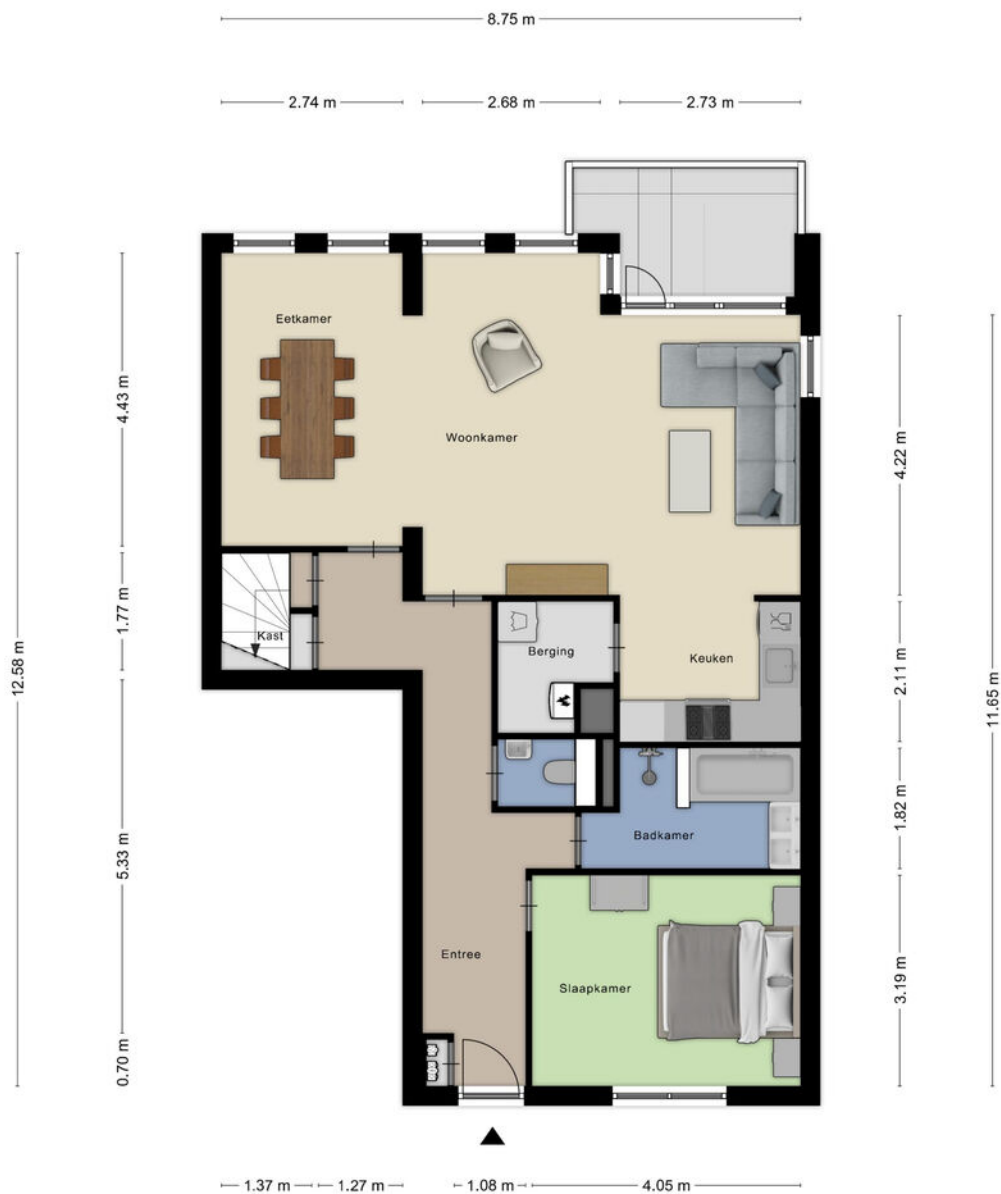 8.75 m
2.74 m
2.68 m
2.73 m
Eetkamer
Woonkamer
4.43 m
4.22 m
1.77 m
Kast
Berging
Keuken
2.11 m
12.58 m
11.65 m
5.33 m
Badkamer
1.82 m
Entree
Slaapkamer
3.19 m
0.70 m
1.37 m
1.27 m
1.08 m
4.05 m